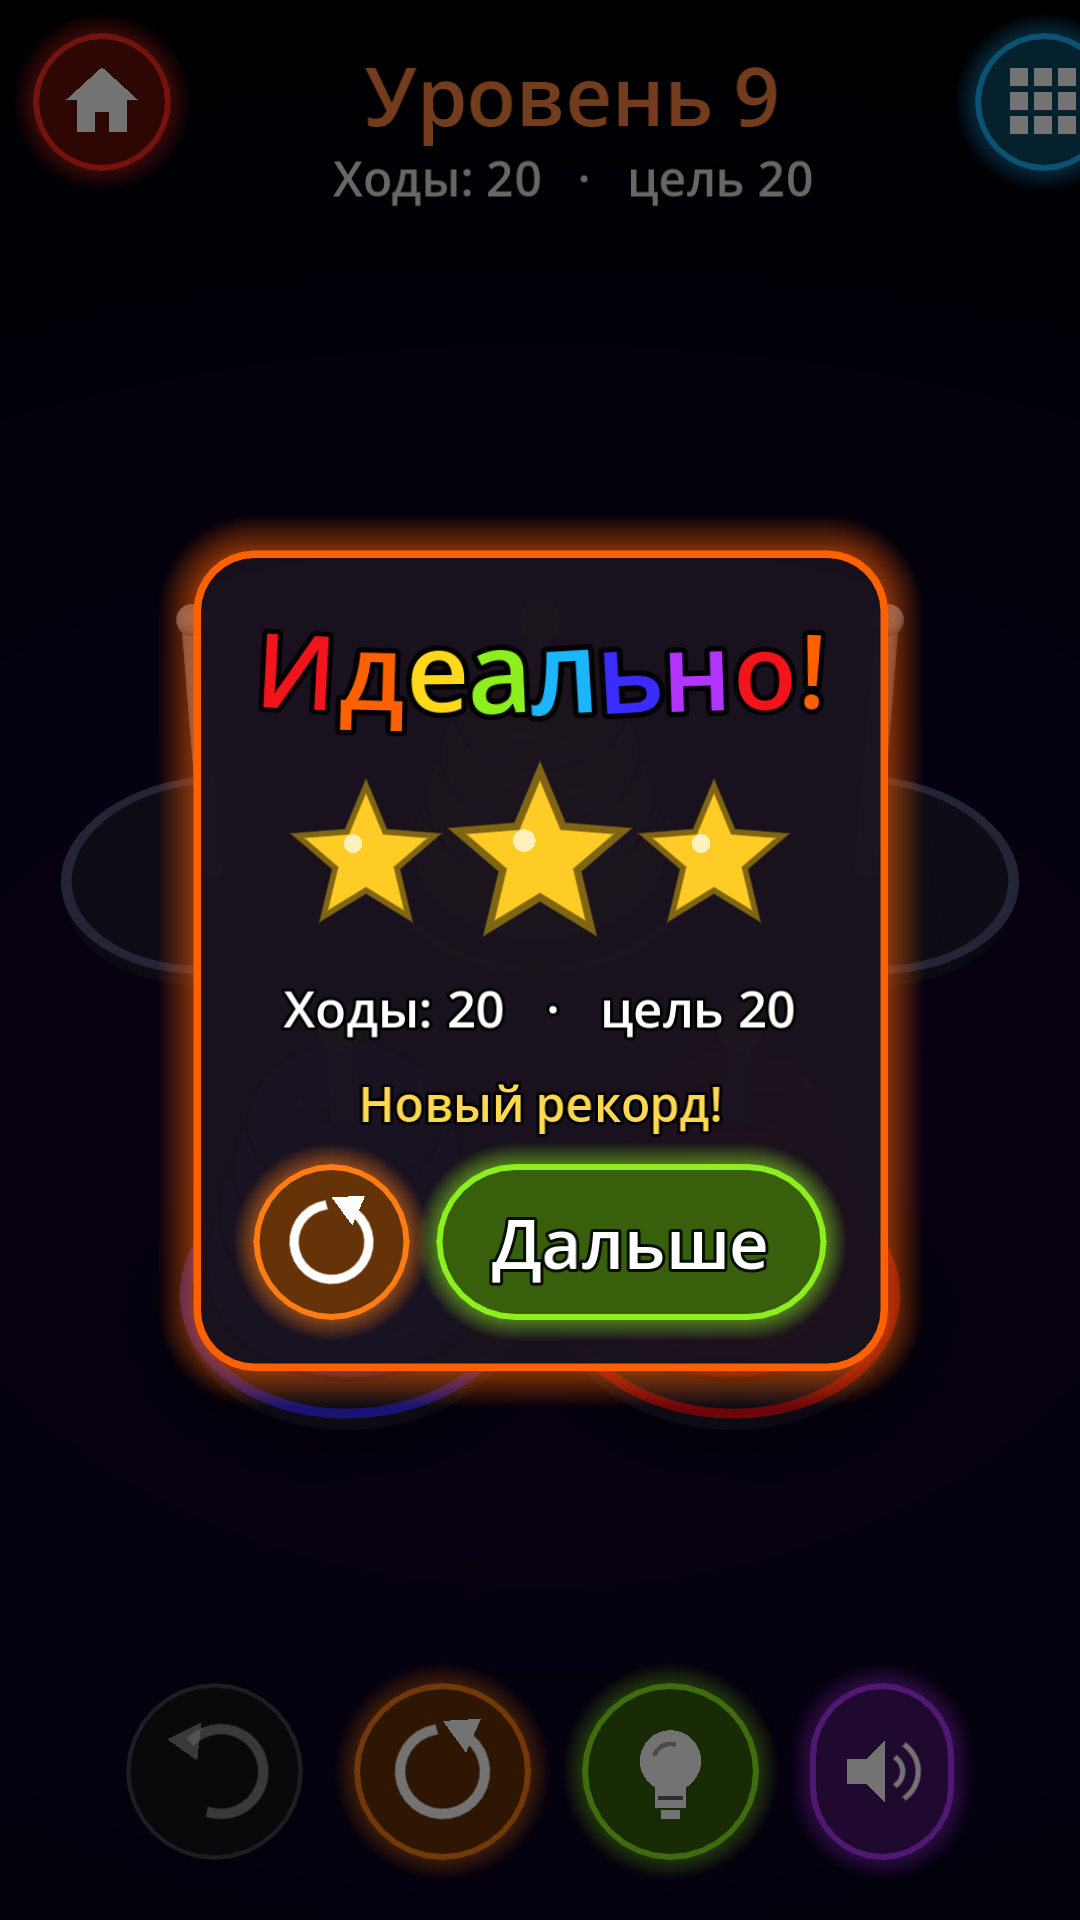 Уровень 9
Ходы: 20 · цель 20
Идеально!
Ходы: 20 · цель 20
Новый рекорд!
Дальше